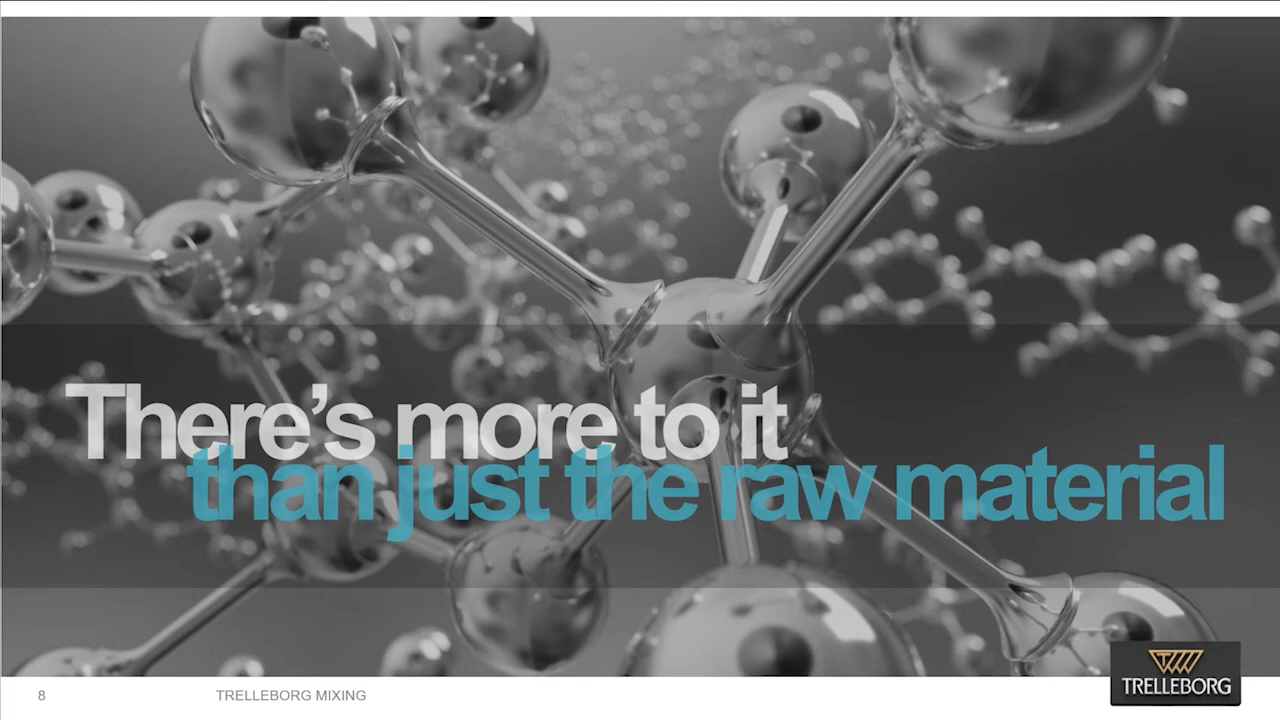 There’s more to it
than just the raw material
8
TRELLEBORG MIXING
TRELLEBORG